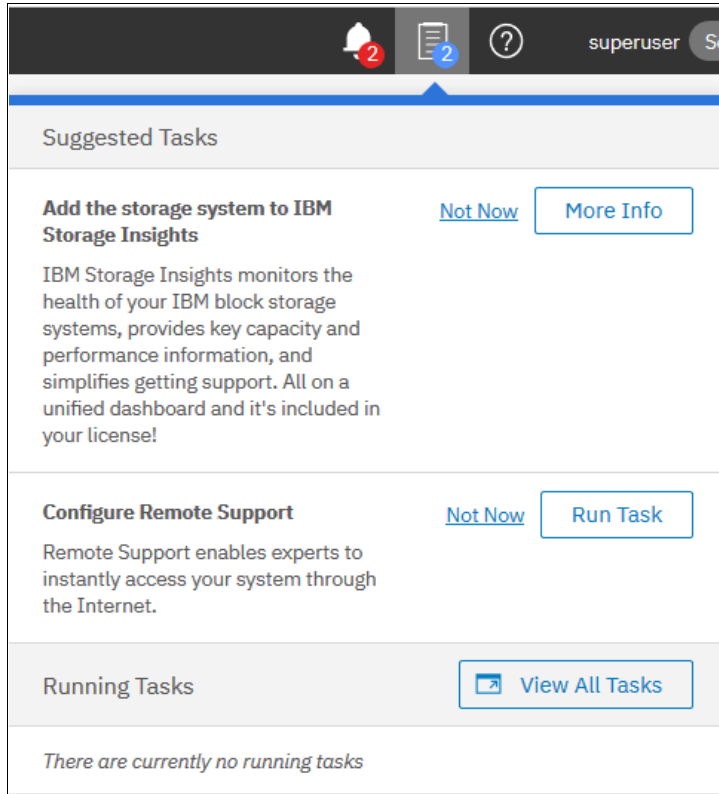 2 2 ? superuser
Suggested Tasks
Add the storage system to IBM Not Now More Info
Storage Insights
IBM Storage Insights monitors the
health of your IBM block storage
systems, provides key capacity and
performance information, and
simplifies getting support. All on a
unified dashboard and it's included in
your license!
Configure Remote Support Not Now Run Task
Remote Support enables experts to
instantly access your system through
the Internet.
Running Tasks View All Tasks
There are currently no running tasks